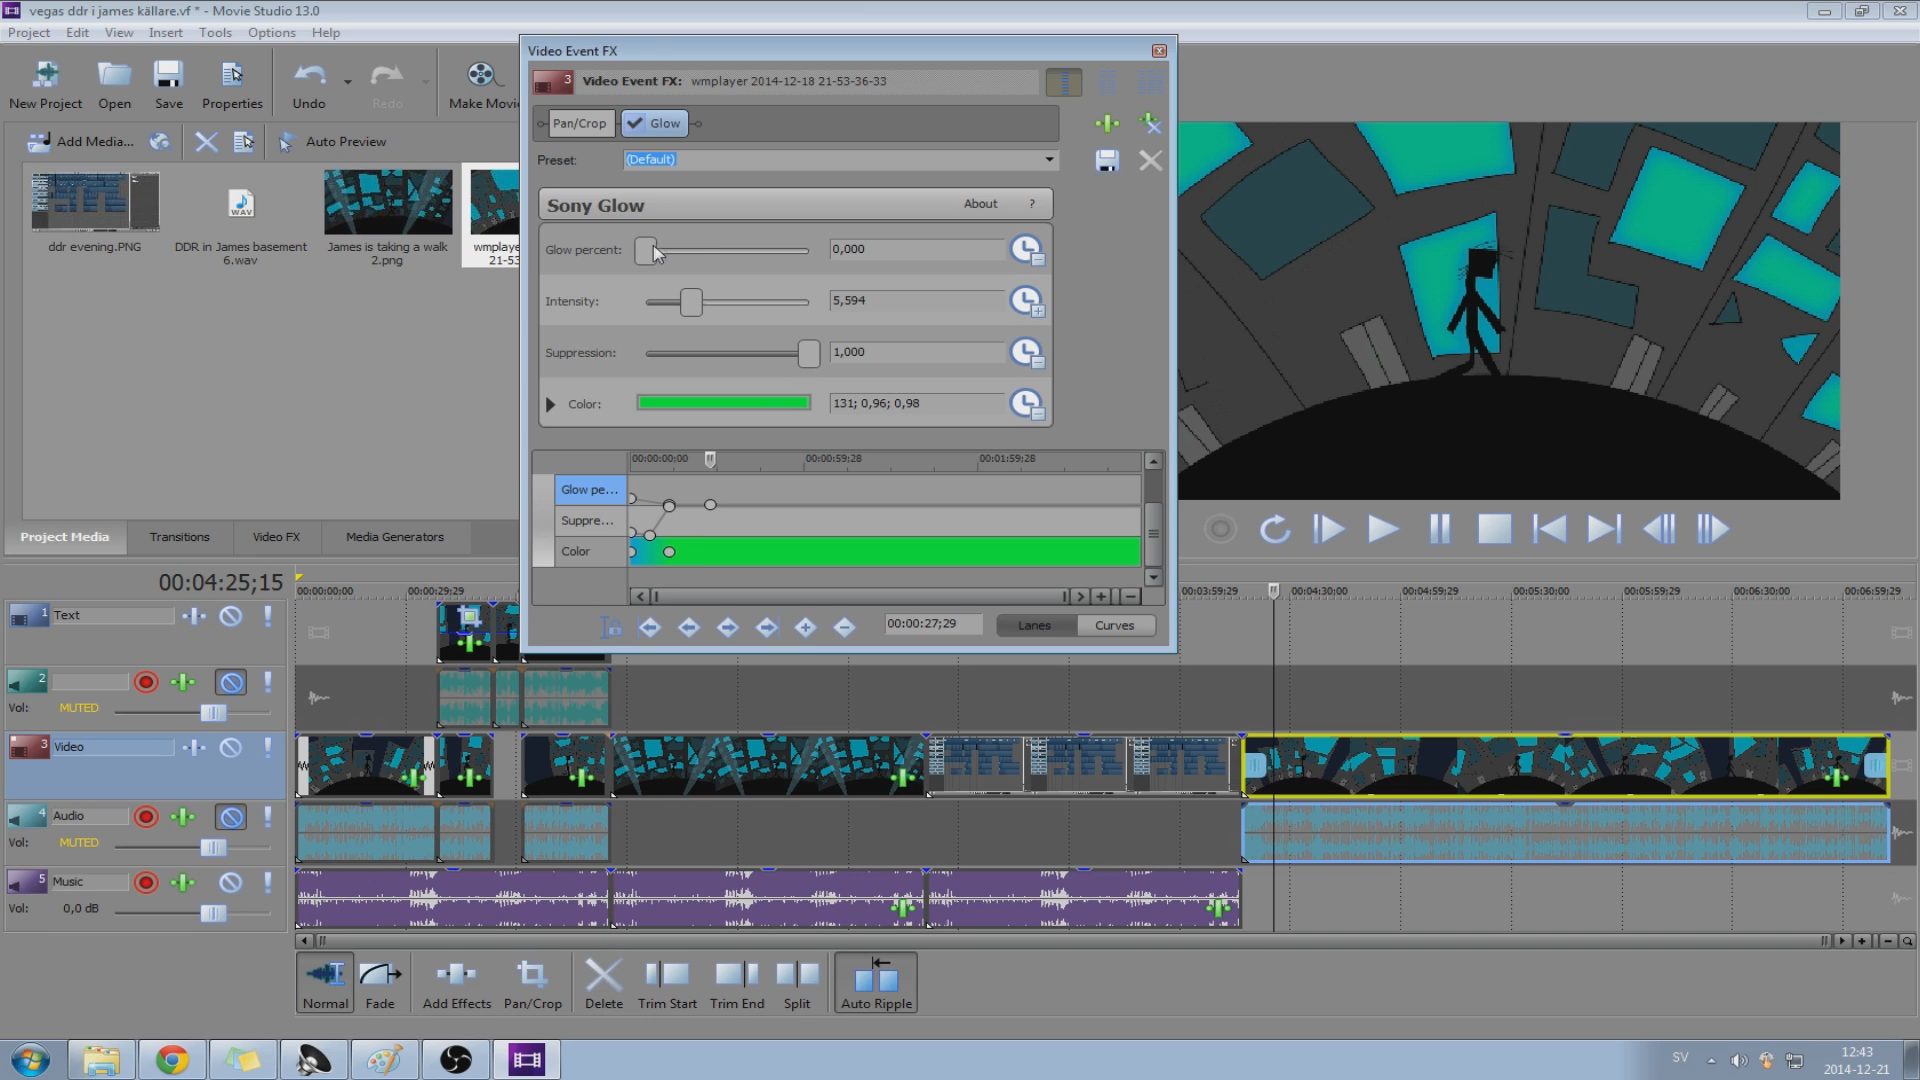 vegas ddr i james källare.vf * - Movie Studio 13.0
Project Edit View Insert Tools Options Help
New Project Open Save Properties Undo Redo Make Movie
Add Media... Auto Preview
ddr evening.PNG
DDR in James basement 6.wav
James is taking a walk 2.png
wmplaye
21-53
Project Media Transitions Video FX Media Generators
Video Event FX
3 Video Event FX: wmplayer 2014-12-18 21-53-36-33
Pan/Crop Glow
Preset: (Default)
Sony Glow About ?
Glow percent: 0,000
Intensity: 5,594
Suppression: 1,000
Color: 131; 0,96; 0,98
00:00:00;00 00:00:59;28 00:01:59;28
Glow pe...
Suppre...
Color
00:00:27;29 Lanes Curves
00:04:25;15
00:00:00;00 00:00:29;29 00:03:59;29 00:04:30;00 00:04:59;29 00:05:30;00 00:05:59;29 00:06:30;00 00:06:59;29
1 Text
2
Vol: MUTED
3 Video
4 Audio
Vol: MUTED
5 Music
Vol: 0,0 dB
Normal Fade Add Effects Pan/Crop Delete Trim Start Trim End Split Auto Ripple
WAV
SV
12:43
2014-12-21